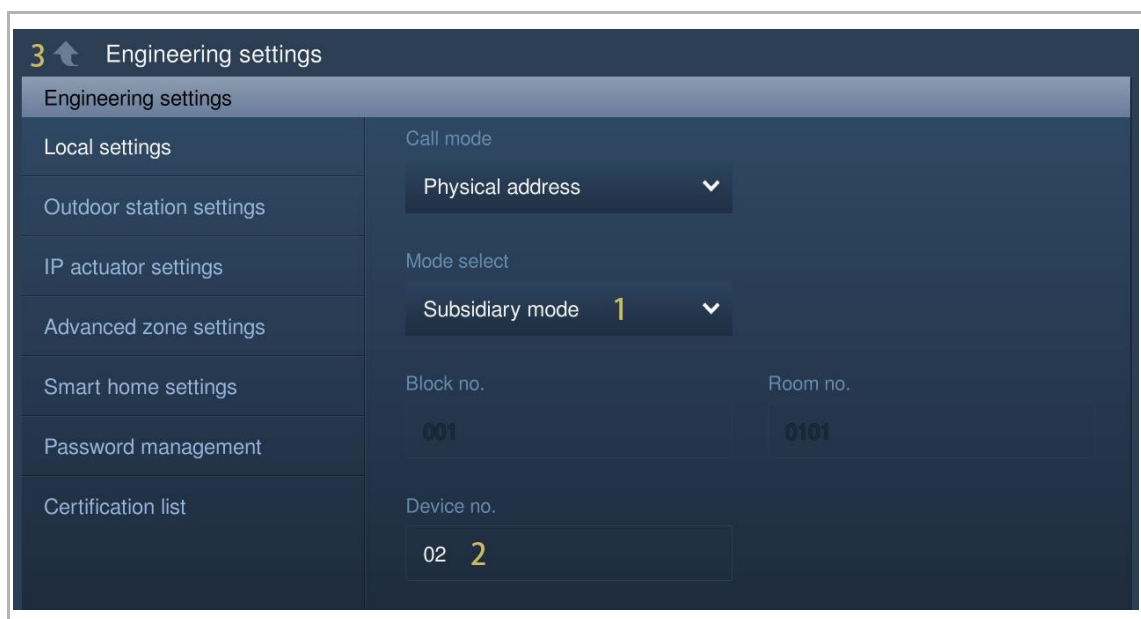 3 Engineering settings
Engineering settings
Local settings
Outdoor station settings
IP actuator settings
Advanced zone settings
Smart home settings
Password management
Certification list
Call mode
Physical address
Mode select
Subsidiary mode 1
Block no. Room no.
001 0101
Device no.
02 2